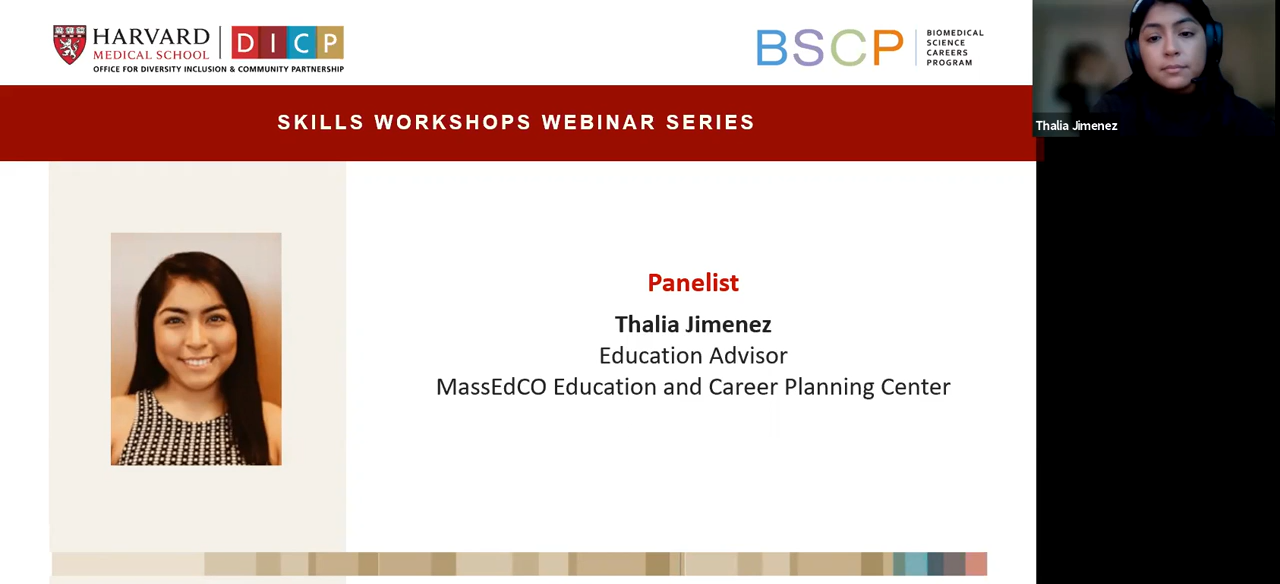 HARVARD
MEDICAL SCHOOL
DICP
OFFICE FOR DIVERSITY INCLUSION & COMMUNITY PARTNERSHIP
BSCP
BIOMEDICAL
SCIENCE
CAREERS
PROGRAM
Thalia Jimenez
SKILLS WORKSHOPS WEBINAR SERIES
Panelist
Thalia Jimenez
Education Advisor
MassEdCO Education and Career Planning Center